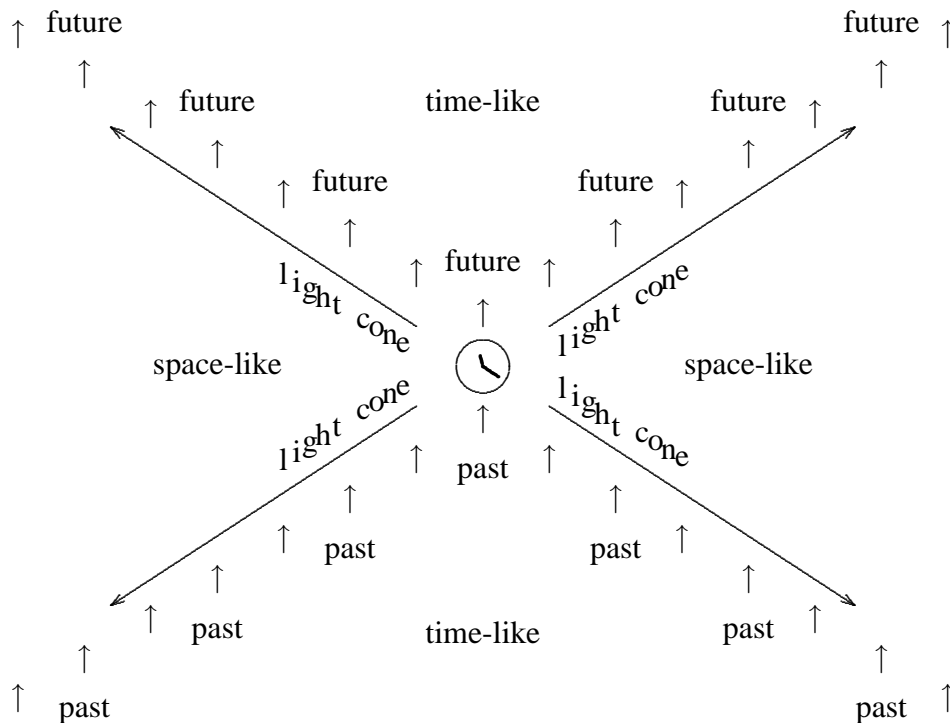 future future
future time-like future
future future
future
light cone light cone
space-like space-like
light cone light cone
past
past past
past time-like past
past past